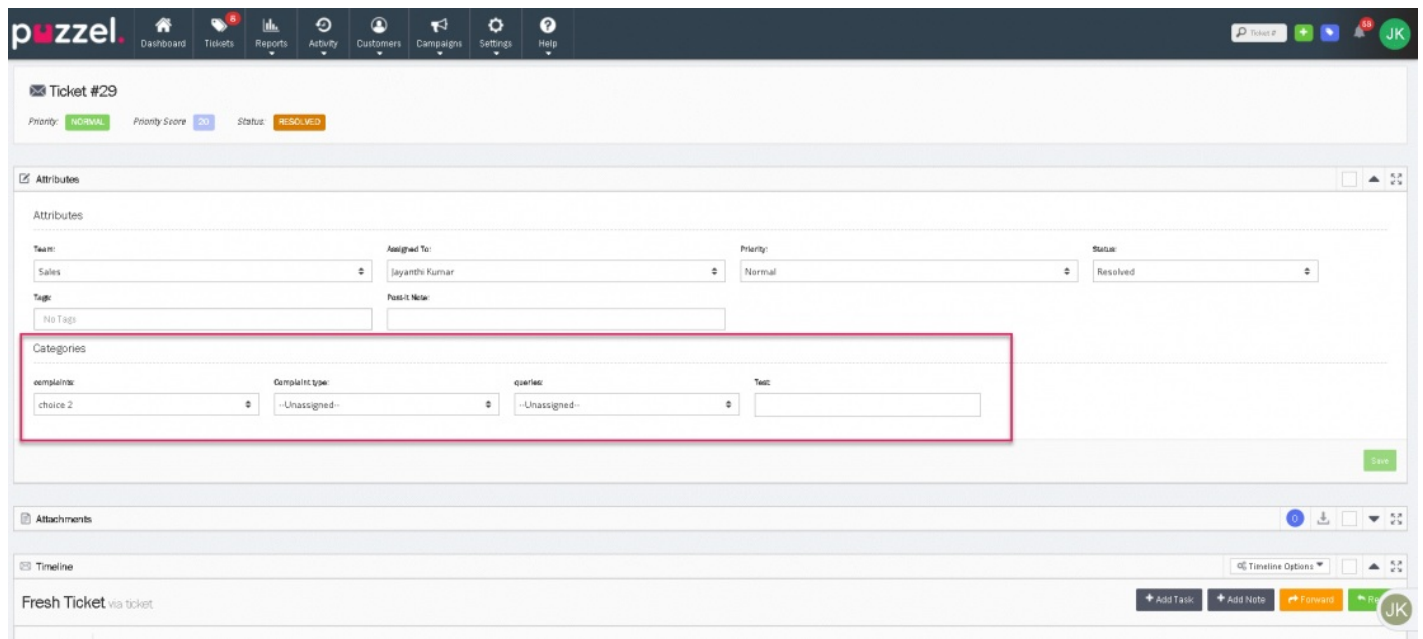 puzzel.
Dashboard
Tickets
6
Reports
Activity
Customers
Campaigns
Settings
Help
Ticket #
58
JK
Ticket #29
Priority: NORMAL Priority Score 20 Status: RESOLVED
Attributes
Attributes
Team: Assigned To: Priority: Status:
Sales Jayanthi Kumar Normal Resolved
Tags: Post-it Note:
No Tags
Categories
complaints: Complaint type: queries: Test:
choice 2 --Unassigned-- --Unassigned--
Save
Attachments 0
Timeline Timeline Options
Fresh Ticket via ticket + Add Task + Add Note Forward
JK